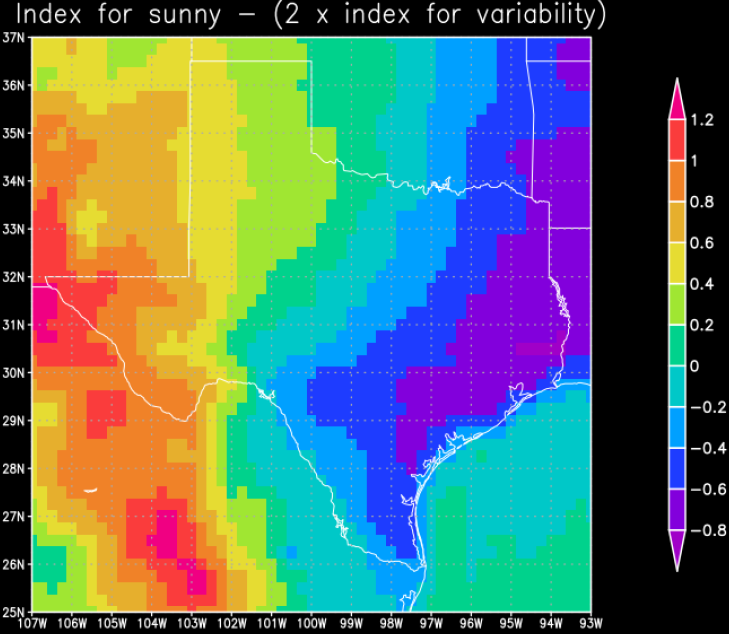 Index for sunny – (2 x index for variability)
37N
36N
35N
34N
33N
32N
31N
30N
29N
28N
27N
26N
25N
107W 106W 105W 104W 103W 102W 101W 100W 99W 98W 97W 96W 95W 94W 93W
1.2
1
0.8
0.6
0.4
0.2
0
−0.2
−0.4
−0.6
−0.8